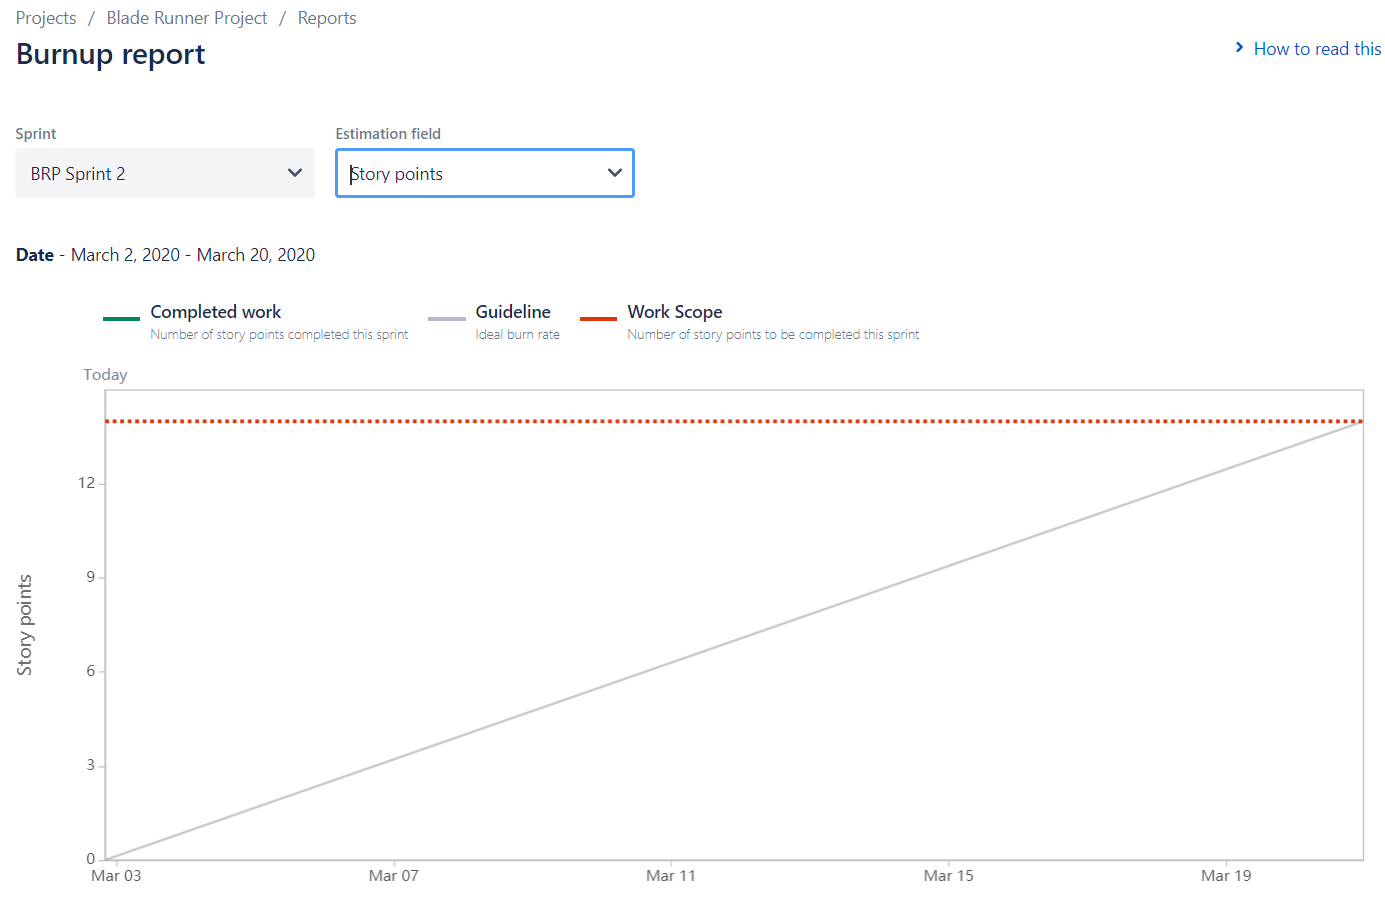 Projects / Blade Runner Project / Reports
Burnup report
How to read this
Sprint
Estimation field
BRP Sprint 2
Story points
Date - March 2, 2020 - March 20, 2020
Completed work
Number of story points completed this sprint
Guideline
Ideal burn rate
Work Scope
Number of story points to be completed this sprint
Today
12
9
6
3
0
Story points
Mar 03 Mar 07 Mar 11 Mar 15 Mar 19